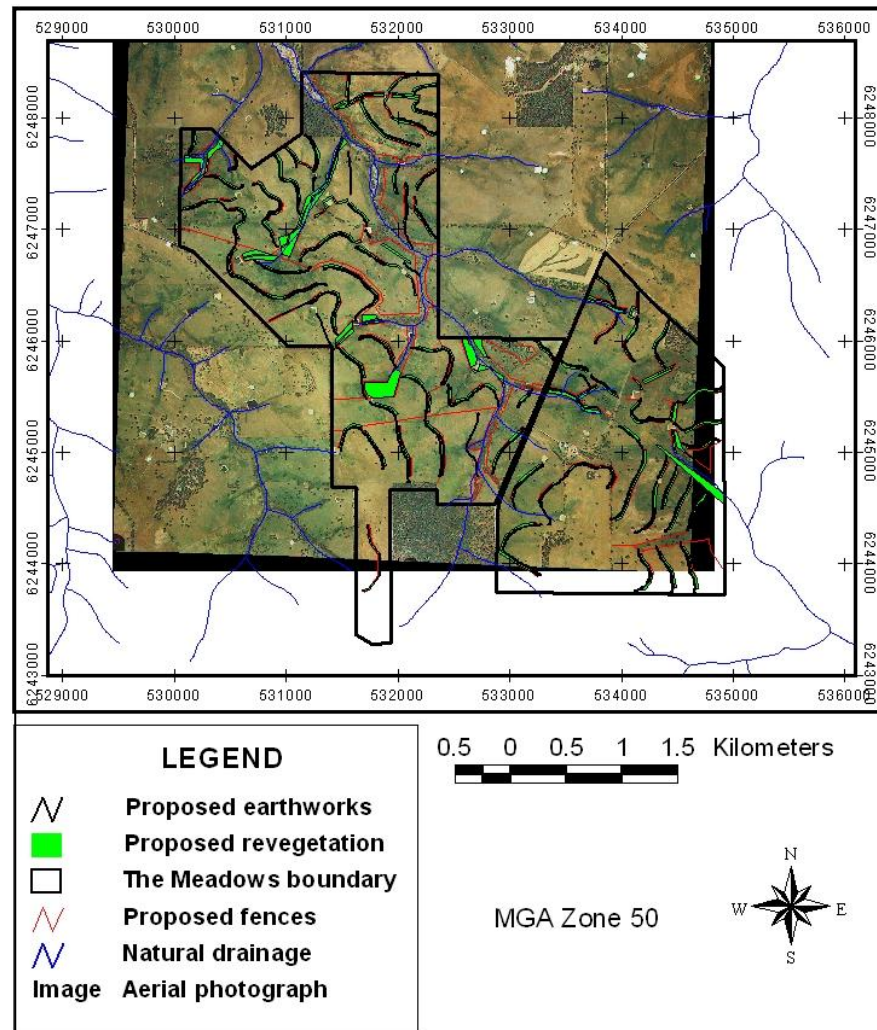 529000 530000 531000 532000 533000 534000 535000 536000
6248000 6248000
6247000 6247000
6246000 6246000
6245000 6245000
6244000 6244000
6243000 6243000
529000 530000 531000 532000 533000 534000 535000 536000
LEGEND
Proposed earthworks
Proposed revegetation
The Meadows boundary
Proposed fences
Natural drainage
Image Aerial photograph
0.5 0 0.5 1 1.5 Kilometers
MGA Zone 50
N
W E
S